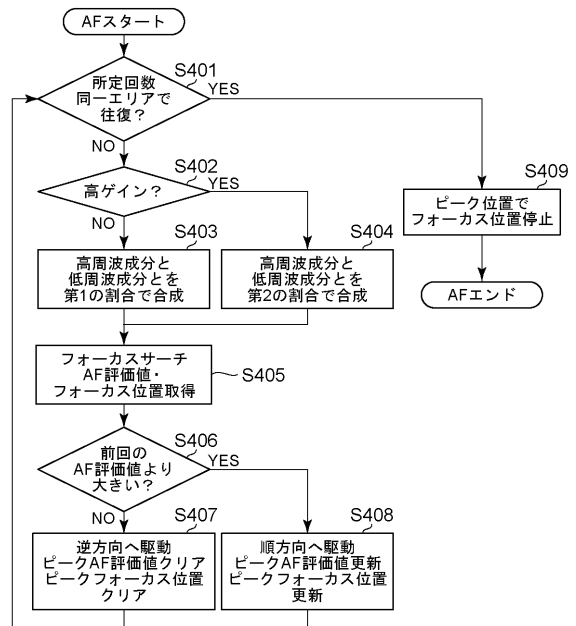 AFスタート
S401
所定回数
同一エリアで
往復？
YES
NO
S402
高ゲイン？
YES
NO
S403
高周波成分と
低周波成分とを
第1の割合で合成
S404
高周波成分と
低周波成分とを
第2の割合で合成
S409
ピーク位置で
フォーカス位置停止
AFエンド
フォーカスサーチ
AF評価値・
フォーカス位置取得
S405
S406
前回の
AF評価値より
大きい？
YES
NO
S407
逆方向へ駆動
ピークAF評価値クリア
ピークフォーカス位置
クリア
S408
順方向へ駆動
ピークAF評価値更新
ピークフォーカス位置
更新